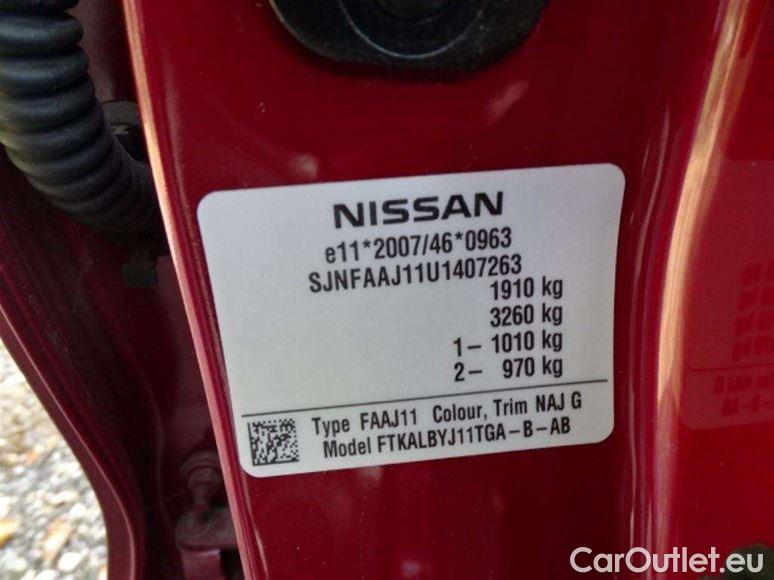 NISSAN
e11*2007/46*0963
SJNFAAJ11U1407263
1910 kg
3260 kg
1- 1010 kg
2- 970 kg
Type FAAJ11 Colour, Trim NAJ G
Model FTKALBYJ11TGA-B-AB
CarOutlet.eu